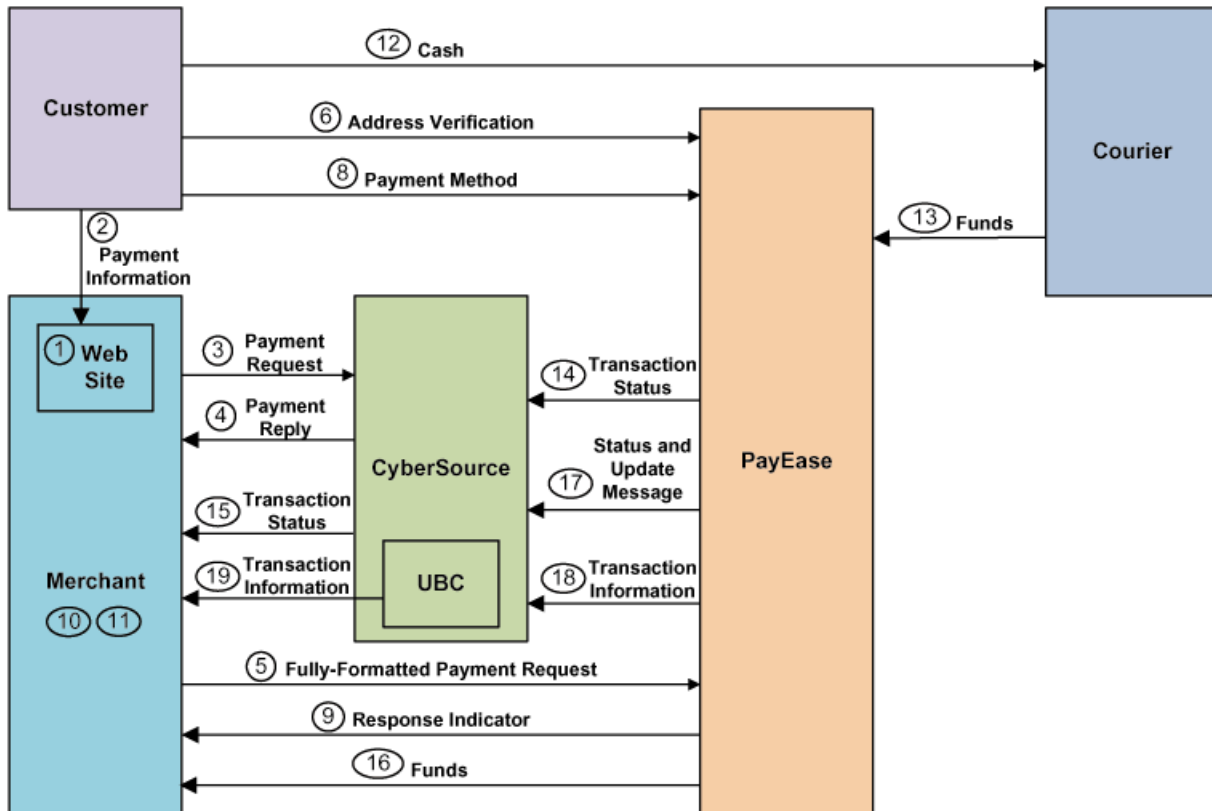 12 Cash
Customer
6 Address Verification
Courier
8 Payment Method
2
Payment
Information
13 Funds
1 Web
Site
3 Payment
Request
14 Transaction
Status
4 Payment
Reply
CyberSource
Status and
Update
17 Message
PayEase
15 Transaction
Status
Merchant
10 11
19 Transaction
Information
UBC
18 Transaction
Information
5 Fully-Formatted Payment Request
9 Response Indicator
16 Funds